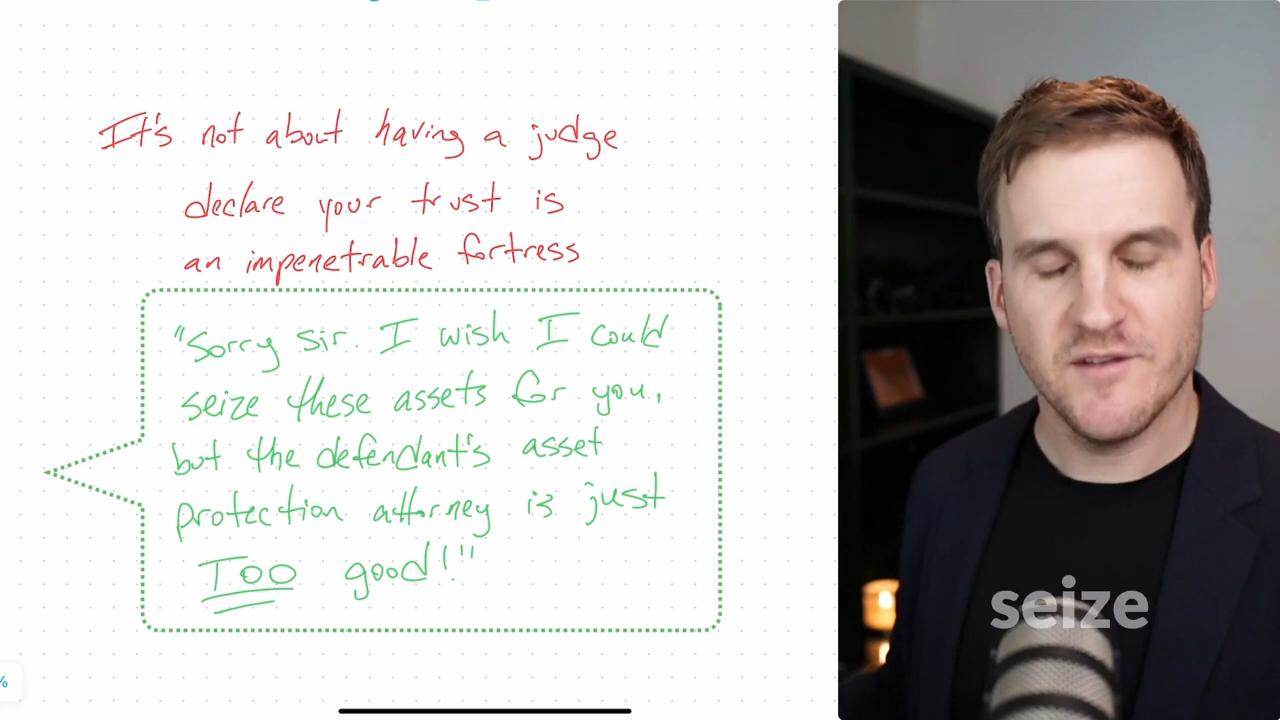 It's not about having a judge
declare your trust is
an impenetrable fortress
"Sorry sir. I wish I could
seize these assets for you,
but the defendant's asset
protection attorney is just
TOO good!"
%
seize